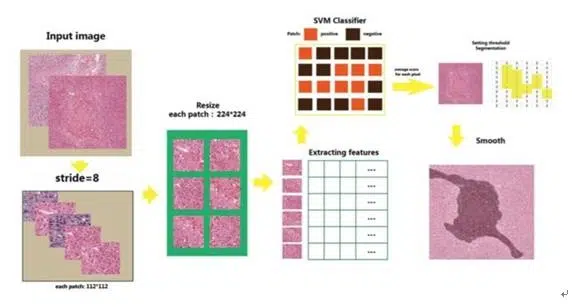 Input image
stride=8
each patch: 112*112
Resize
each patch : 224*224
SVM Classifier
Patch:
positive
negative
Extracting features
...
...
...
...
...
...
average score
for each pixel
Setting threshold
Segmentation
Smooth